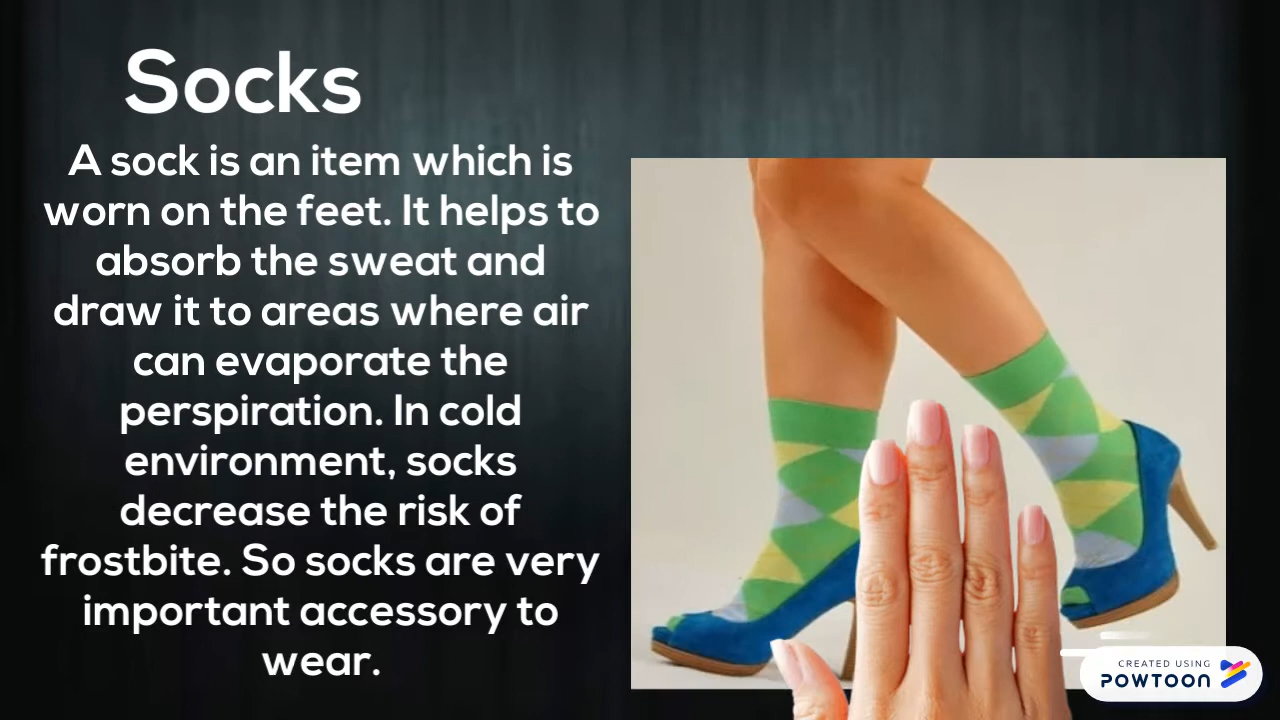 Socks
A sock is an item which is
worn on the feet. It helps to
absorb the sweat and
draw it to areas where air
can evaporate the
perspiration. In cold
environment, socks
decrease the risk of
frostbite. So socks are very
important accessory to
wear.
CREATED USING
POWTOON